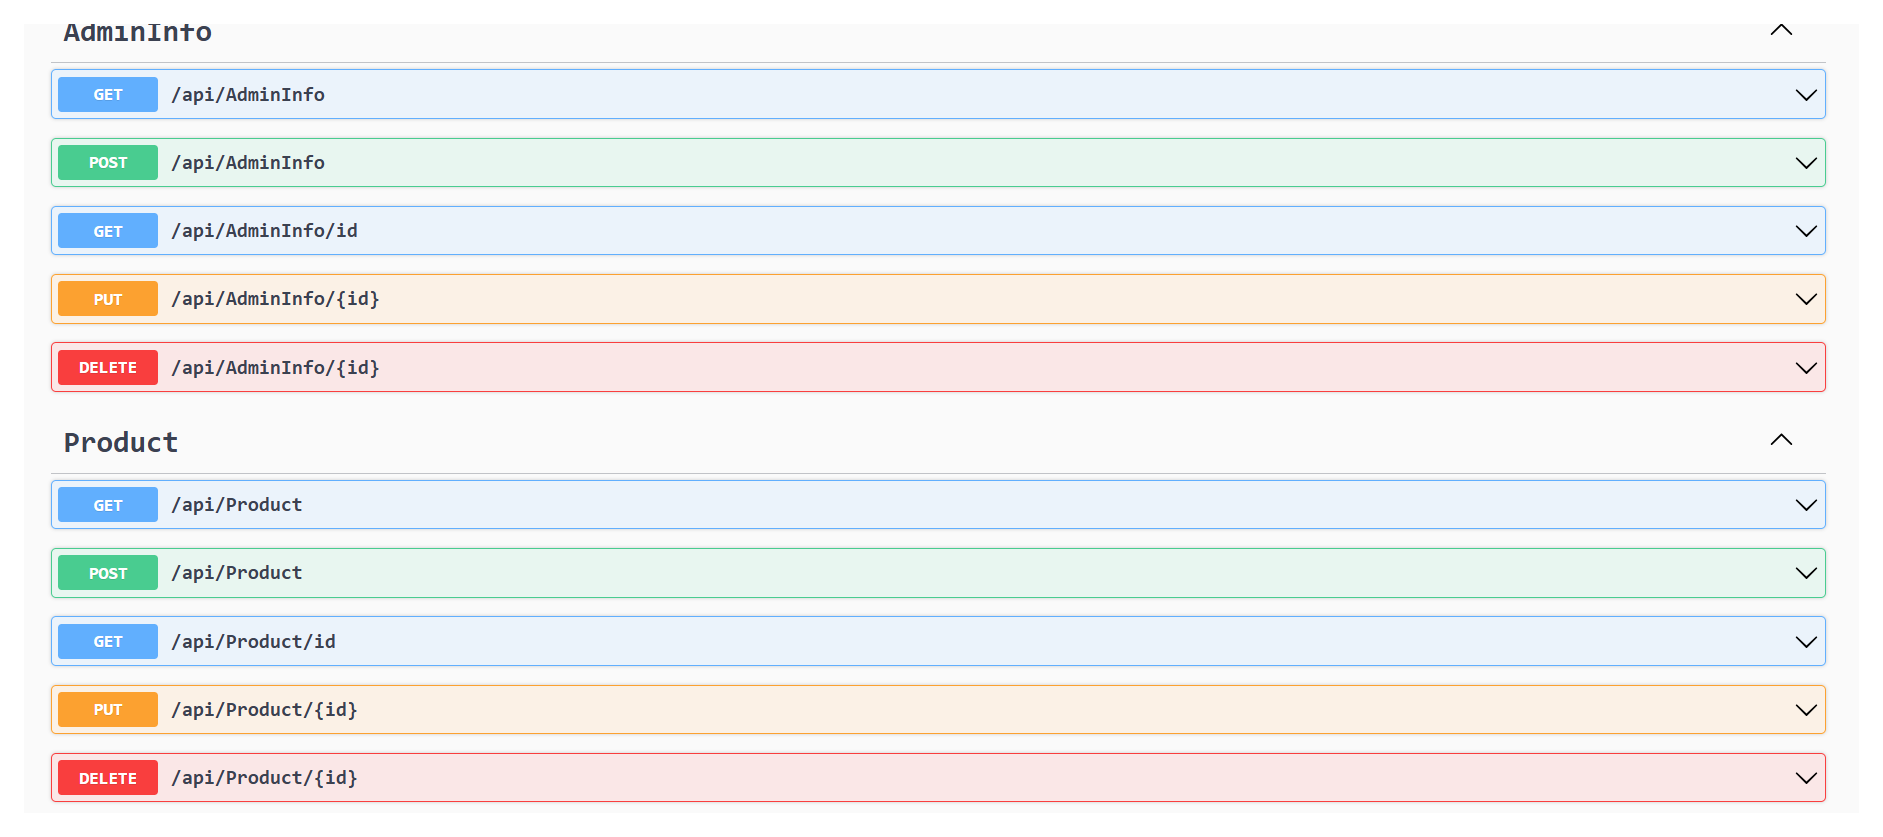 AdminInfo
GET /api/AdminInfo
POST /api/AdminInfo
GET /api/AdminInfo/id
PUT /api/AdminInfo/{id}
DELETE /api/AdminInfo/{id}
Product
GET /api/Product
POST /api/Product
GET /api/Product/id
PUT /api/Product/{id}
DELETE /api/Product/{id}